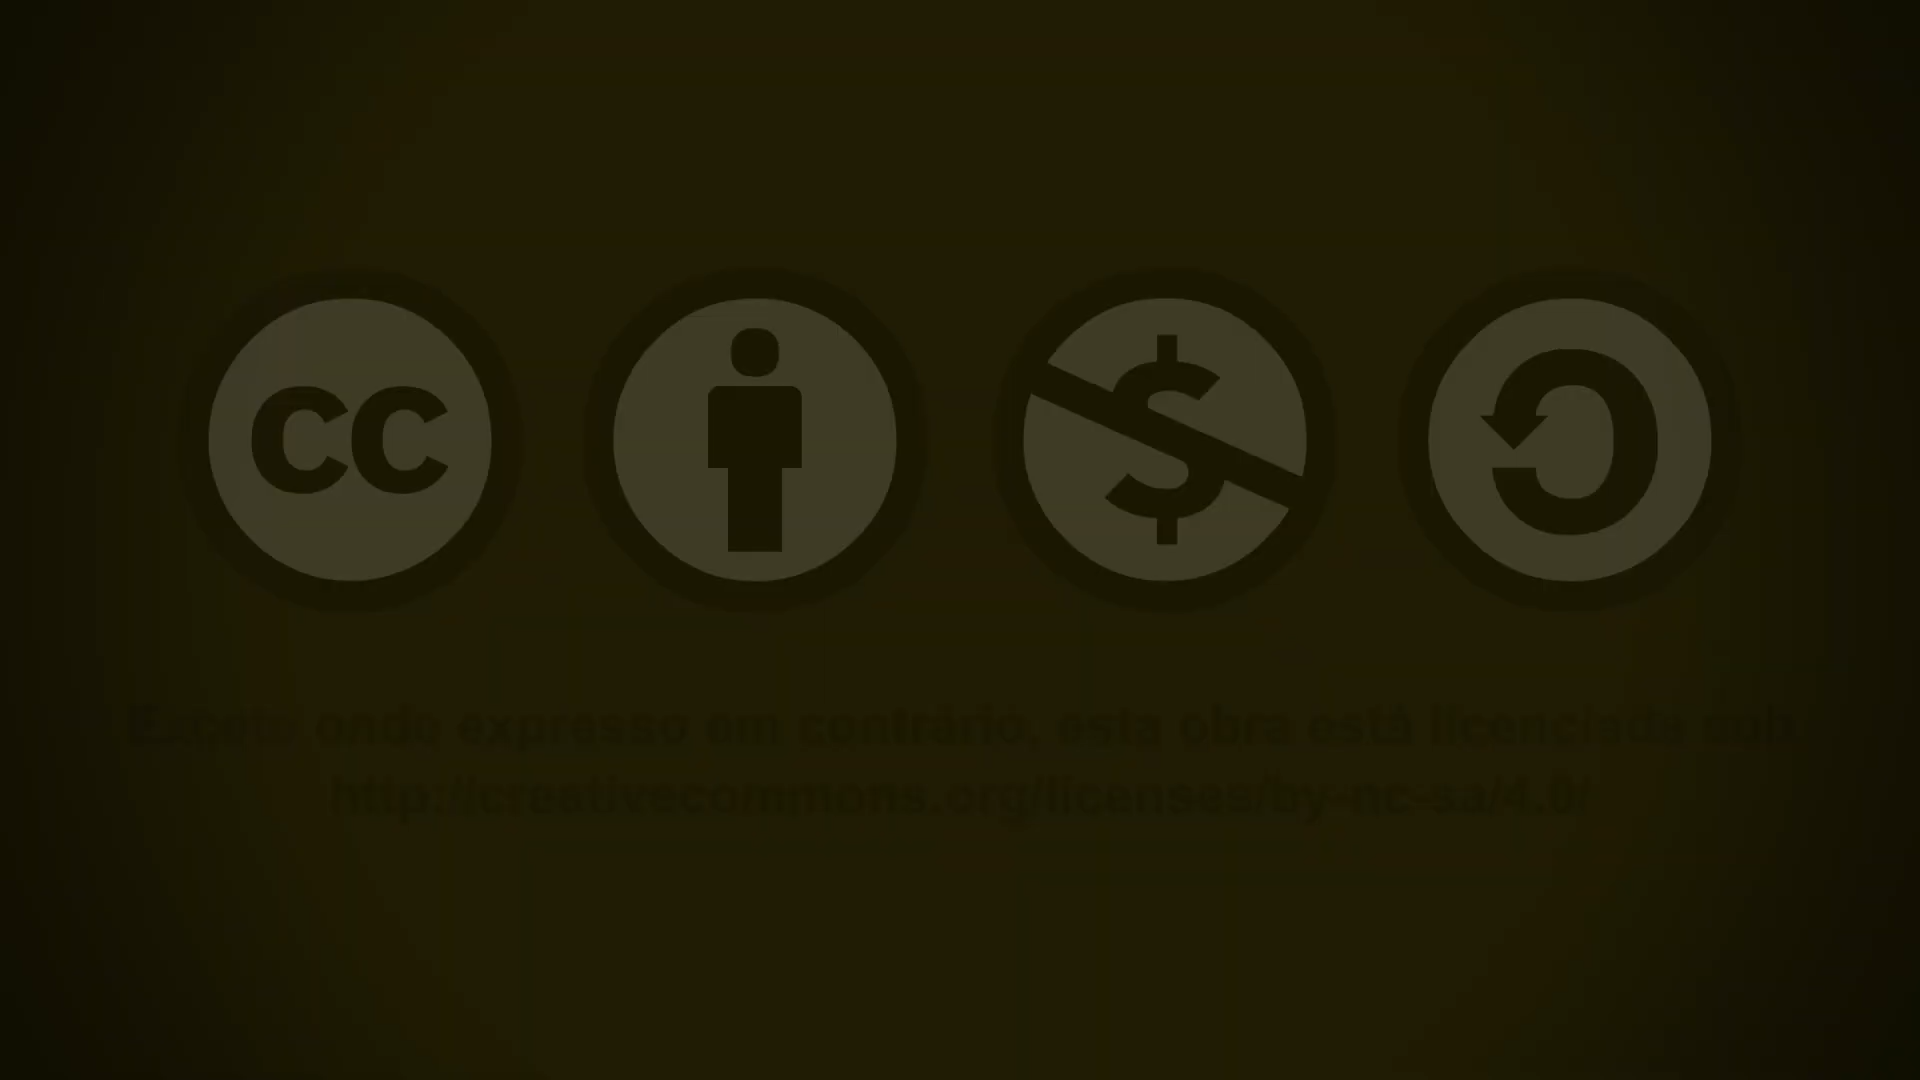 cc
Exceto onde expresso em contrário, esta obra está licenciada sob
http://creativecommons.org/licenses/by-nc-sa/4.0/